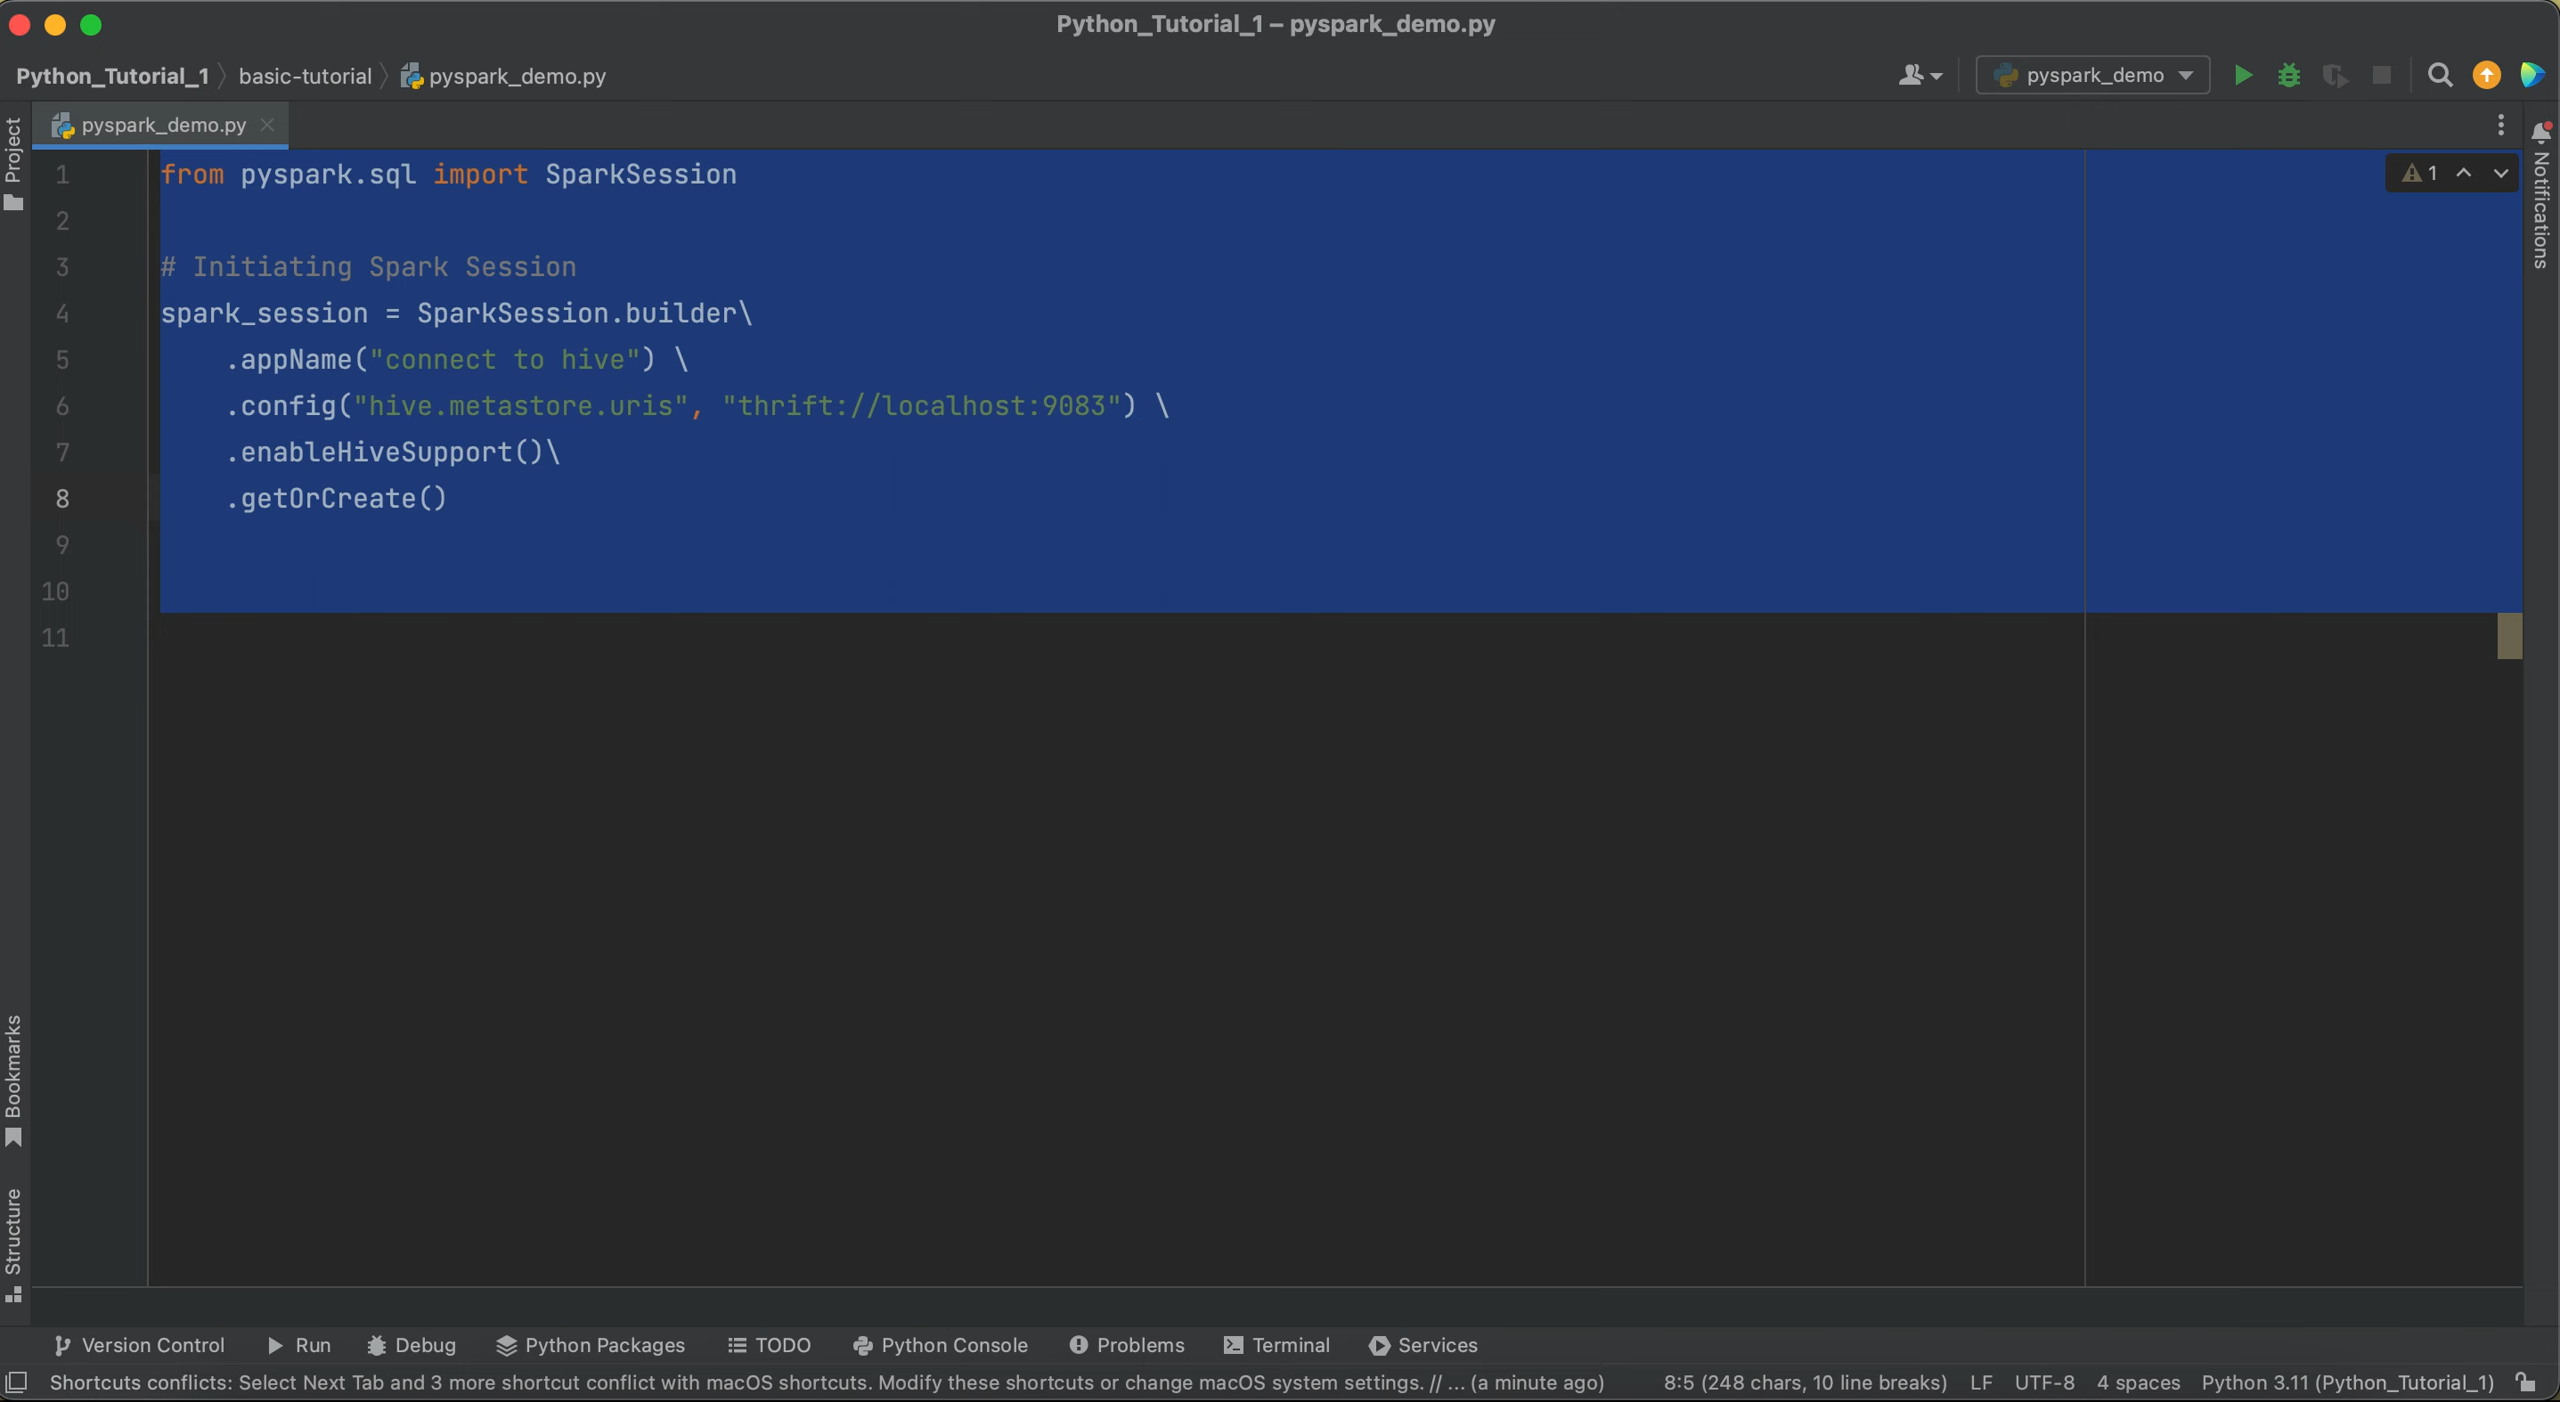 Python_Tutorial_1 – pyspark_demo.py
Python_Tutorial_1 basic-tutorial pyspark_demo.py pyspark_demo
pyspark_demo.py
Project
Notifications
1 from pyspark.sql import SparkSession 1
2
3 # Initiating Spark Session
4 spark_session = SparkSession.builder\
5     .appName("connect to hive") \
6     .config("hive.metastore.uris", "thrift://localhost:9083") \
7     .enableHiveSupport()\
8     .getOrCreate()
9
10
11
Bookmarks
Structure
Version Control Run Debug Python Packages TODO Python Console Problems Terminal Services
Shortcuts conflicts: Select Next Tab and 3 more shortcut conflict with macOS shortcuts. Modify these shortcuts or change macOS system settings. // ... (a minute ago) 8:5 (248 chars, 10 line breaks) LF UTF-8 4 spaces Python 3.11 (Python_Tutorial_1)